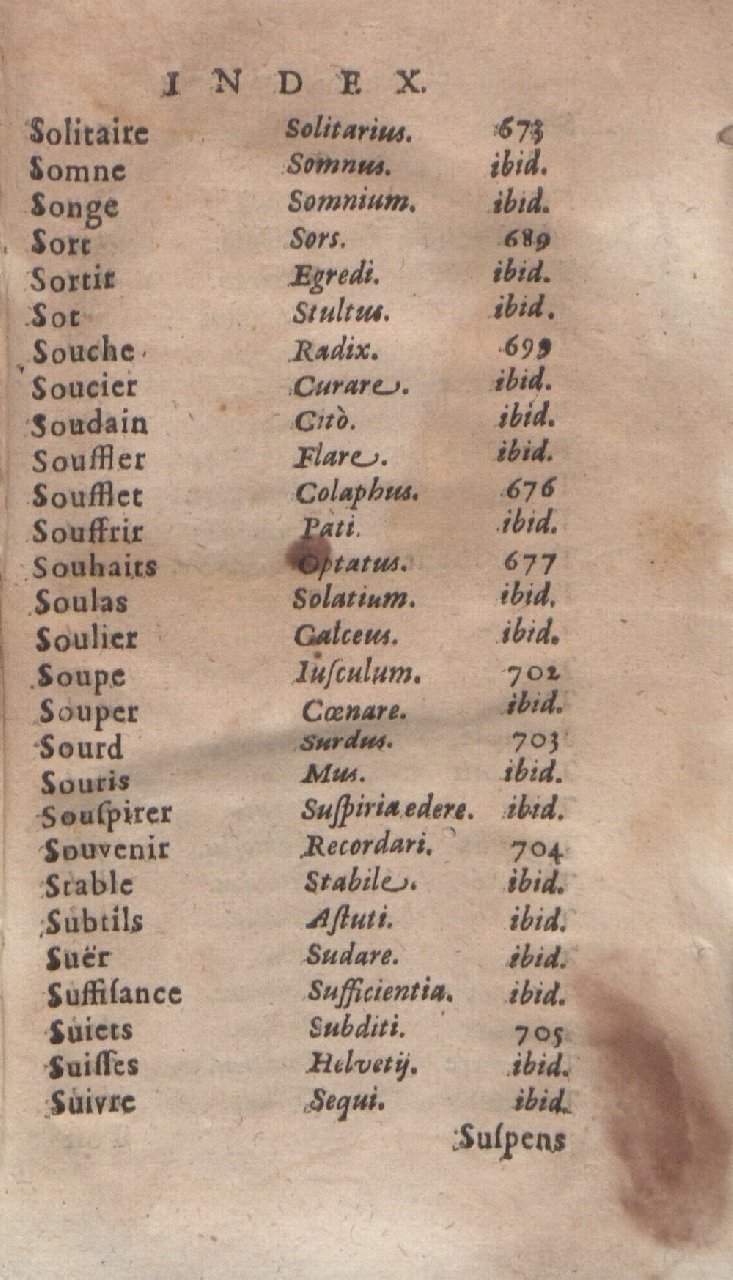 INDEX.
Solitaire Solitarius. 673
Somne Somnus. ibid.
Songe Somnium. ibid.
Sort Sors. 689
Sortir Egredi. ibid.
Sot Stultus. ibid.
Souche Radix. 699
Soucier Curare. ibid.
Soudain Citò. ibid.
Souffler Flare. ibid.
Soufflet Colaphus. 676
Souffrir Pati. ibid.
Souhaits Optatus. 677
Soulas Solatium. ibid.
Soulier Calceus. ibid.
Soupe Iuſculum. 702
Souper Cœnare. ibid.
Sourd Surdus. 703
Souris Mus. ibid.
Souſpirer Suſpiria edere. ibid.
Souvenir Recordari. 704
Stable Stabile. ibid.
Subtils Aſtuti. ibid.
Suër Sudare. ibid.
Suffiſance Sufficientia. ibid.
Suiets Subditi. 705
Suiſſes Helvetij. ibid.
Suivre Sequi. ibid.
Suſpens